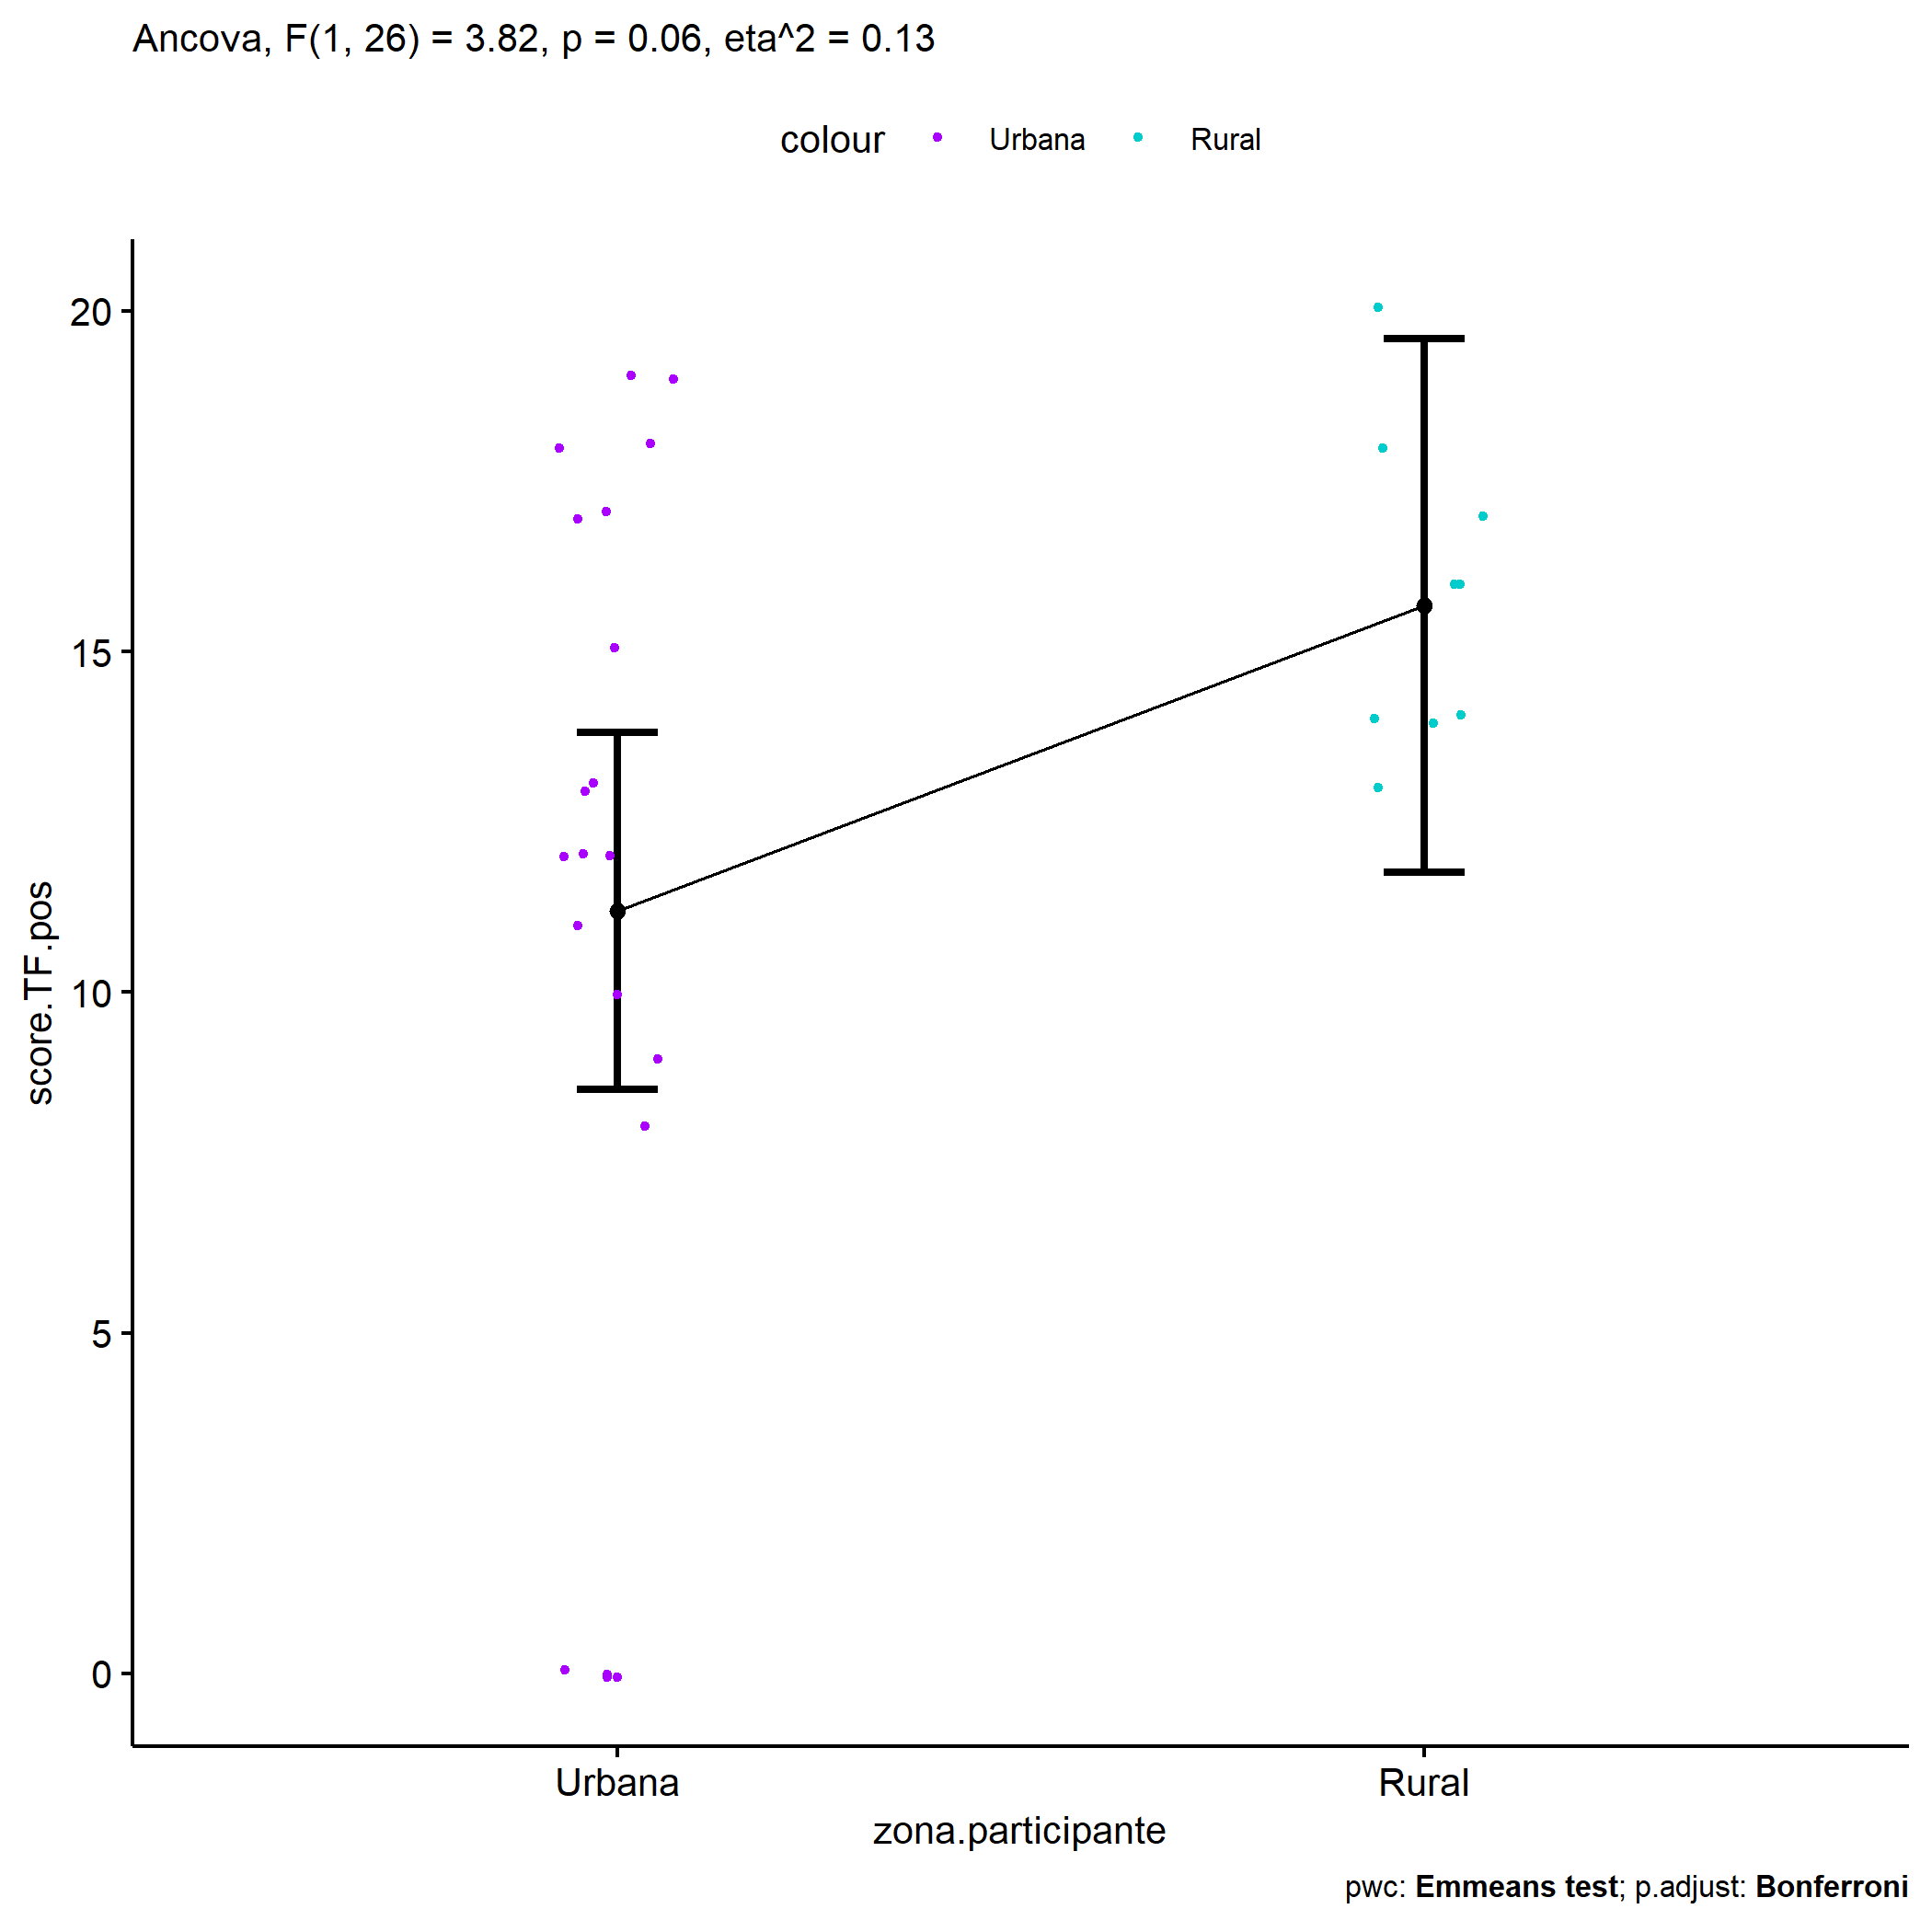 Ancova, F(1, 26) = 3.82, p = 0.06, eta^2 = 0.13
colour Urbana Rural
20
15
10
5
0
score.TF.pos
Urbana Rural
zona.participante
pwc: Emmeans test; p.adjust: Bonferroni